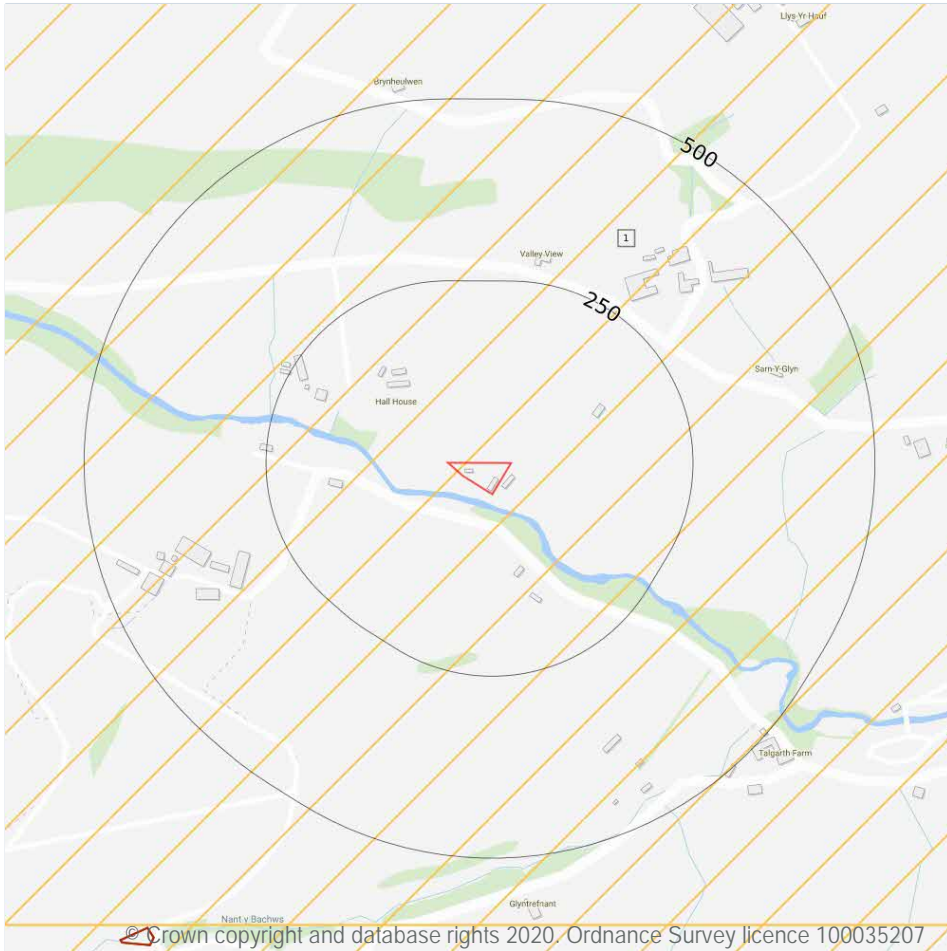 Llys-Yr-Hauf
Brynheulwen
500
1
Valley View
250
Sarn-Y-Glyn
Hall House
Talgarth Farm
Glyntrefnant
Nant y Bachws
© Crown copyright and database rights 2020. Ordnance Survey licence 100035207